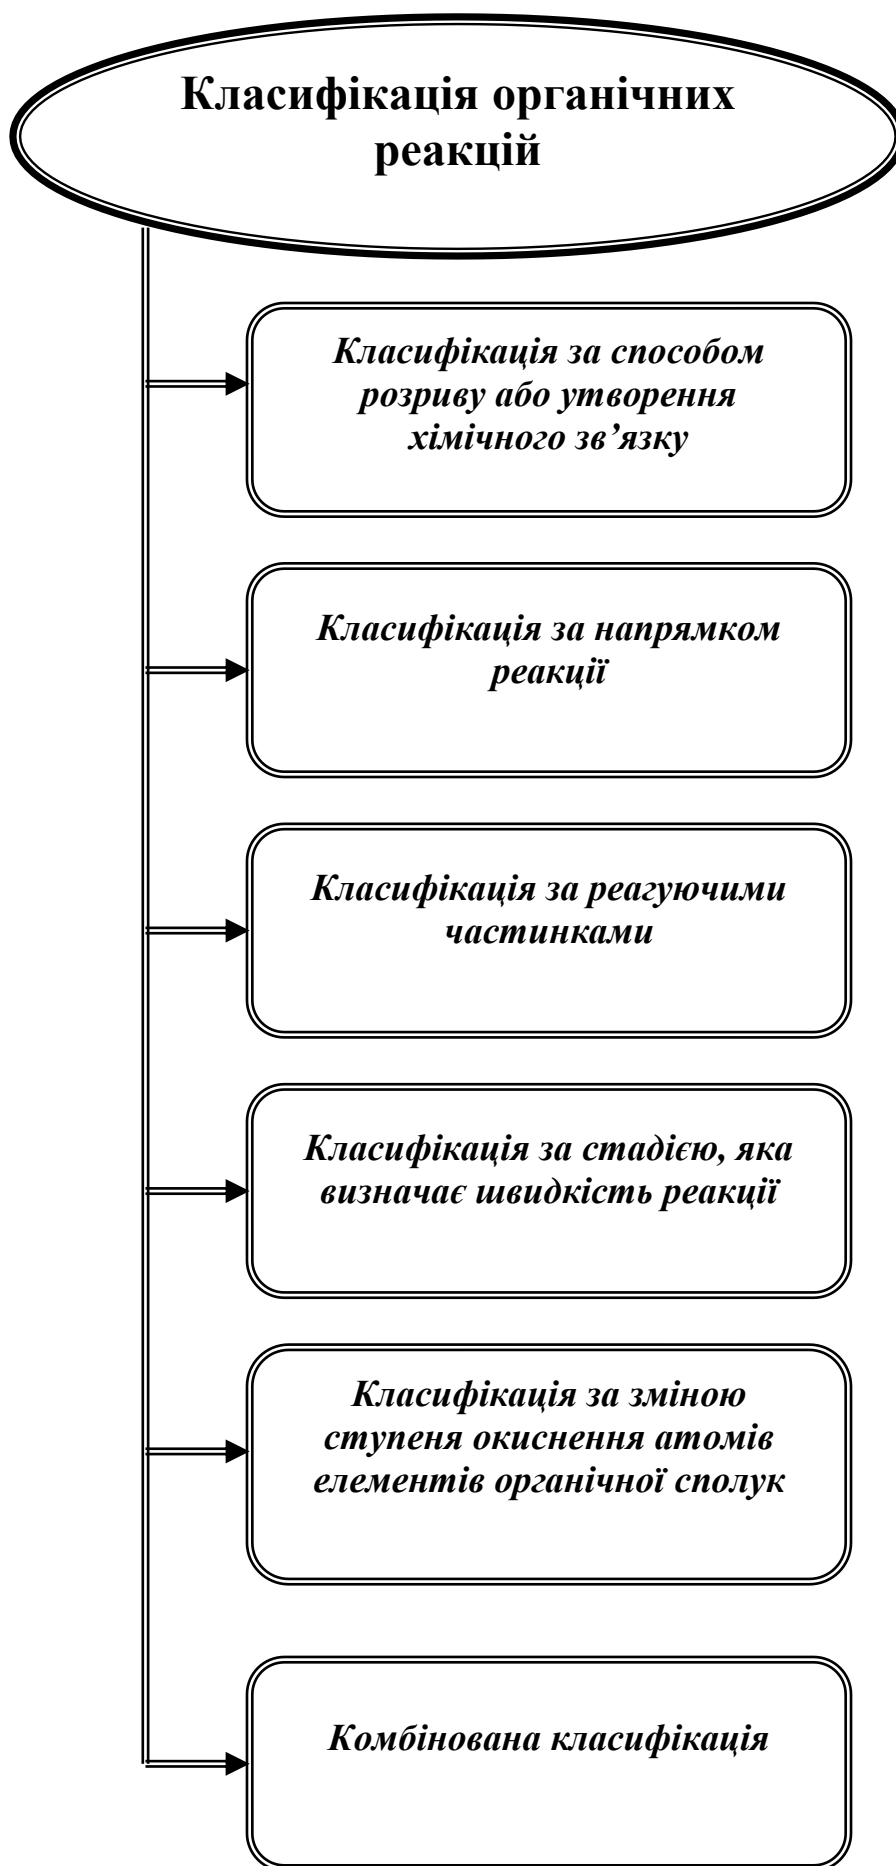 Класифікація органічних
реакцій
Класифікація за способом
розриву або утворення
хімічного зв’язку
Класифікація за напрямком
реакції
Класифікація за реагуючими
частинками
Класифікація за стадією, яка
визначає швидкість реакції
Класифікація за зміною
ступеня окиснення атомів
елементів органічної сполук
Комбінована класифікація